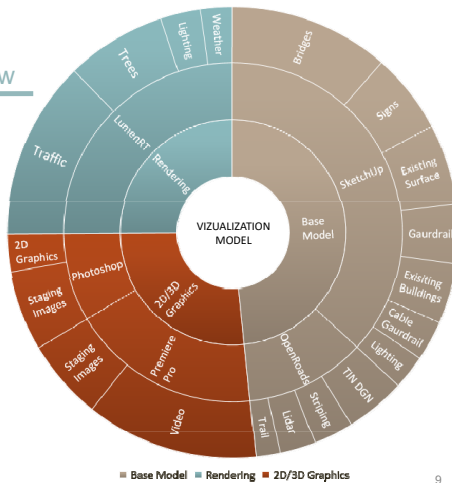 w
VIZUALIZATION
MODEL
Base
Model
Rendering
2D/3D
Graphics
SketchUp
OpenRoads
Premiere
Pro
Photoshop
LumenRT
Bridges
Signs
Existing
Surface
Gaurdrail
Exisiting
Buildings
Cable
Gaurdrail
Lighting
TIN DGN
Striping
Lidar
Trail
Video
Staging
Images
Staging
Images
2D
Graphics
Traffic
Trees
Lighting
Weather
Base Model Rendering 2D/3D Graphics
9